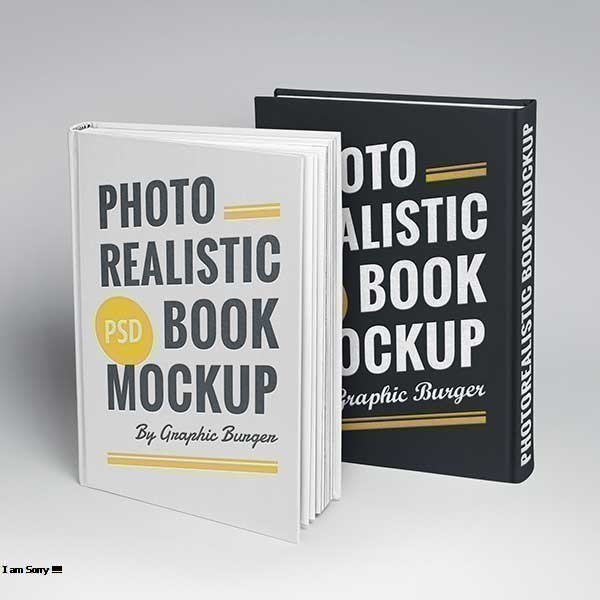 PHOTO
REALISTIC
PSD BOOK
MOCKUP
By Graphic Burger
OTO
ALISTIC
BOOK
OCKUP
Graphic Burger
PHOTOREALISTIC BOOK MOCKUP
I am Sorry !!!!